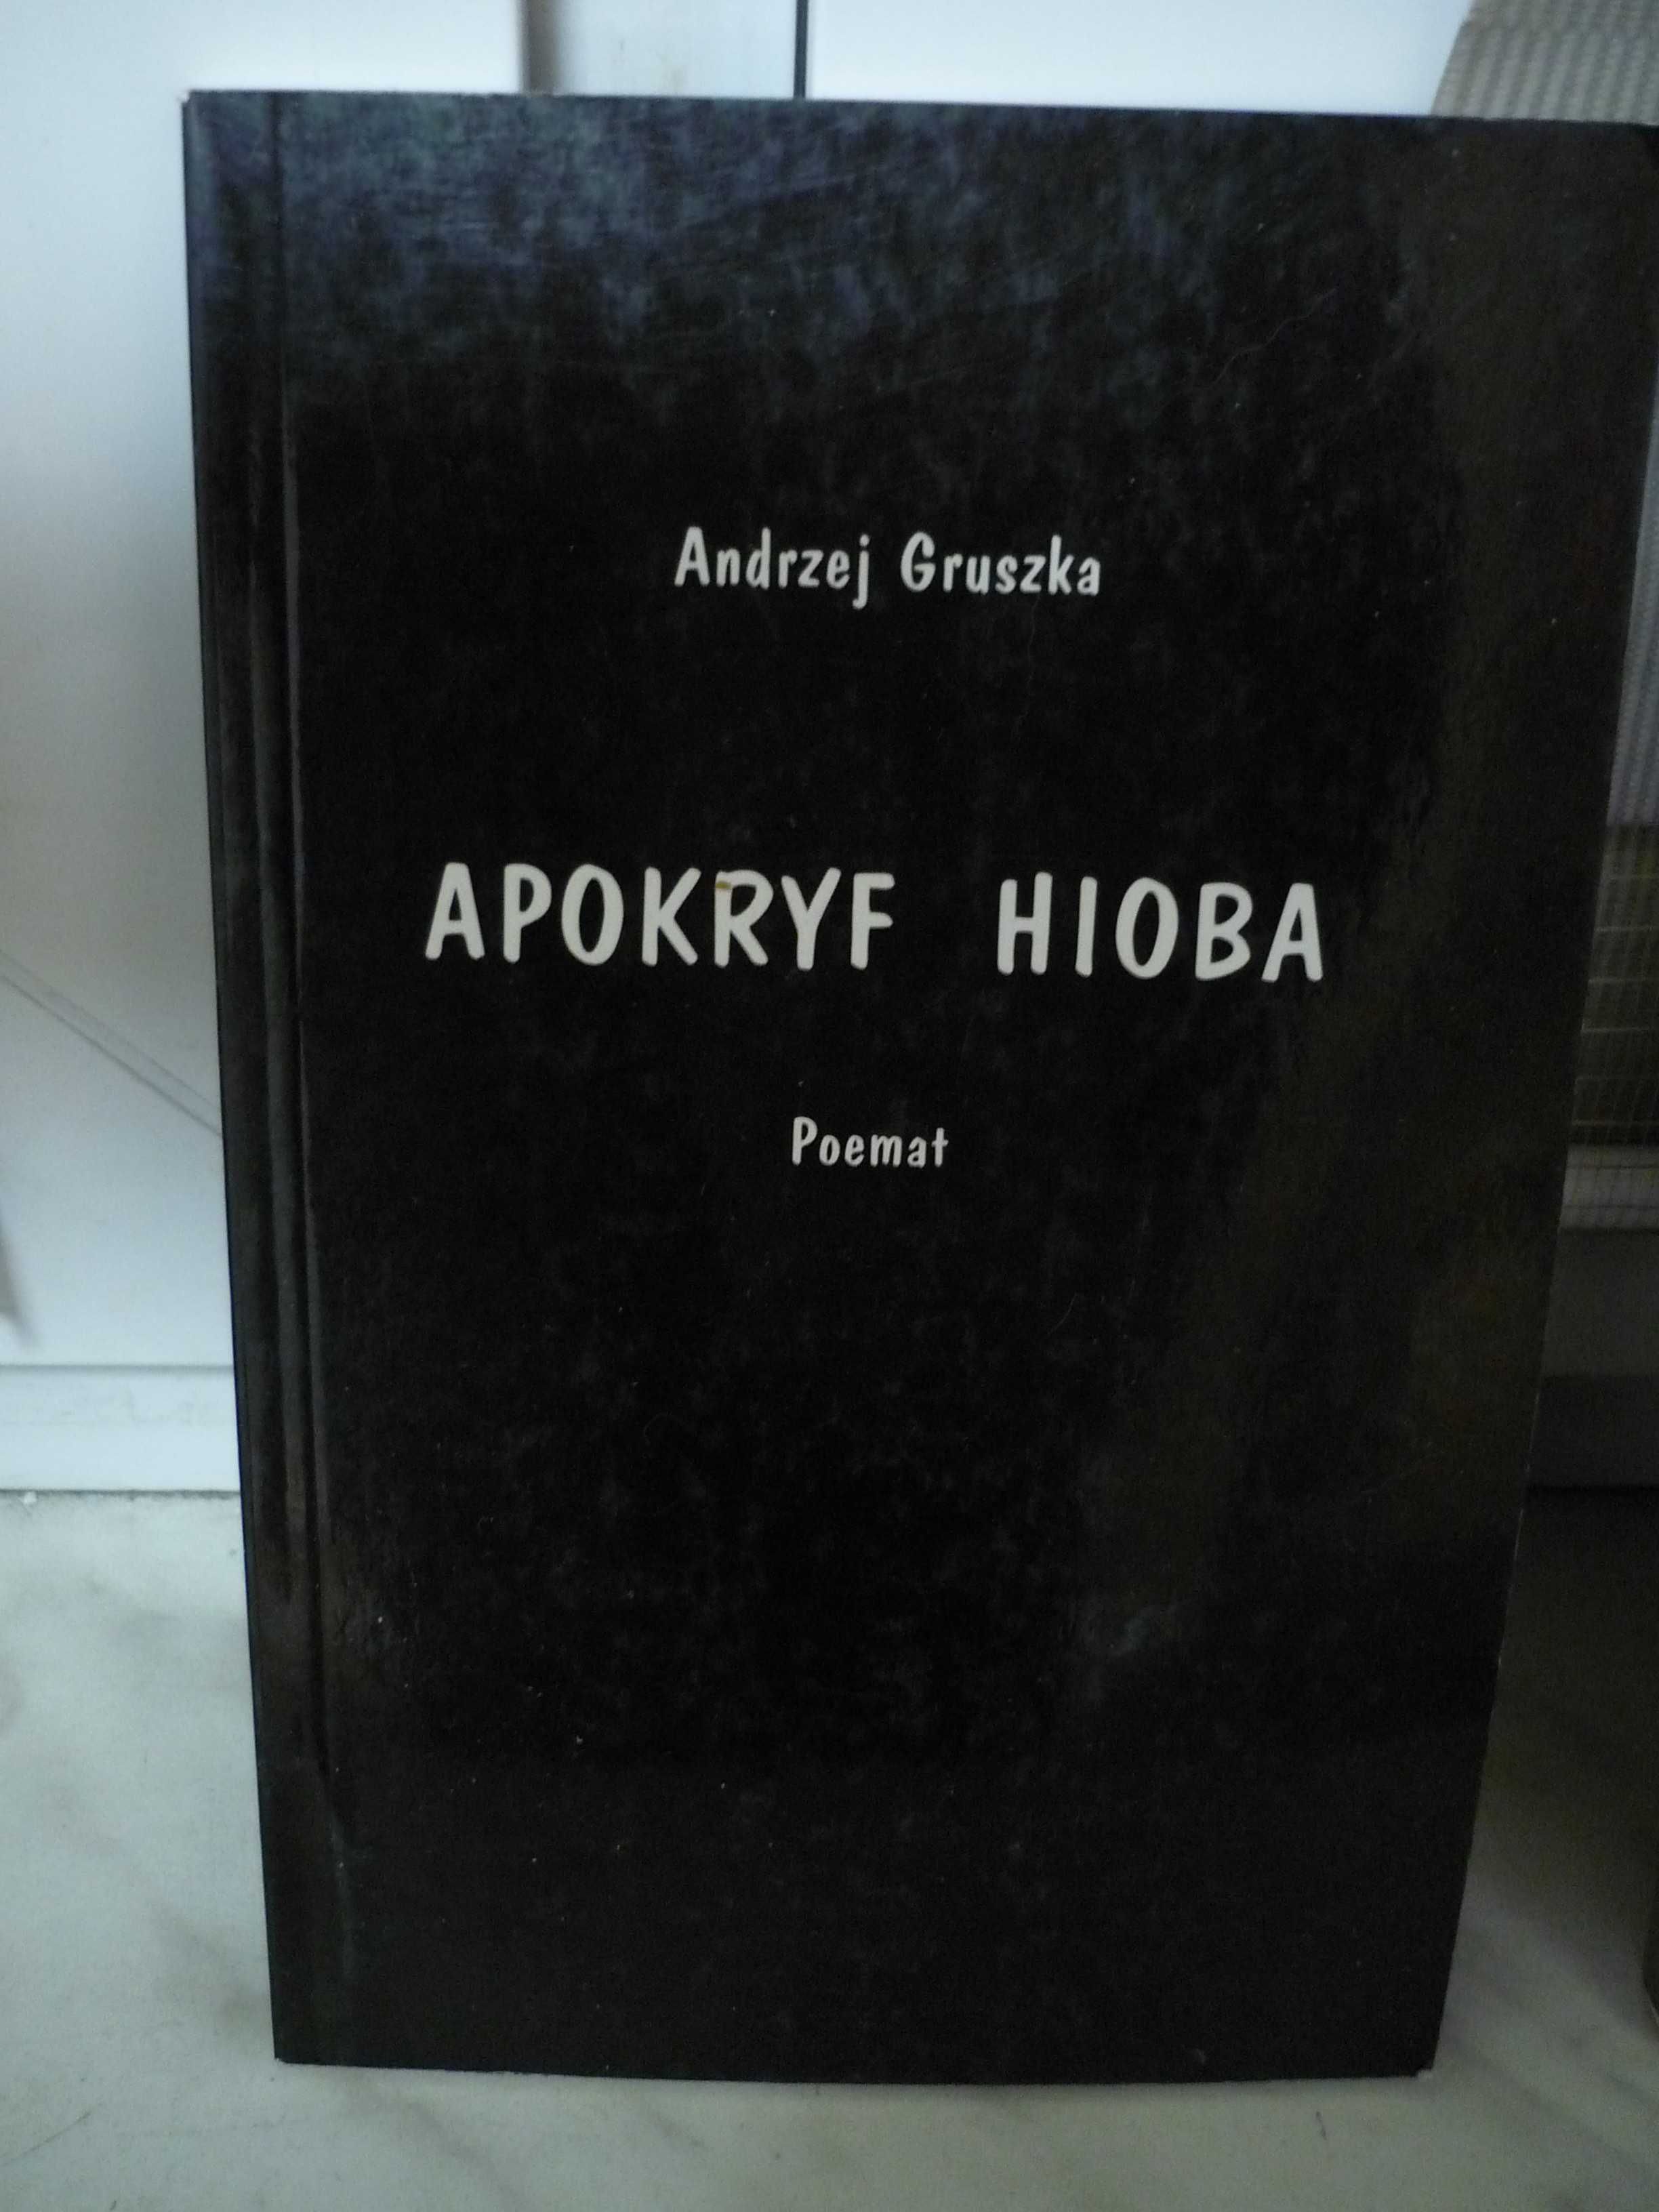 Andrzej Gruszka
APOKRYF HIOBA
Poemat